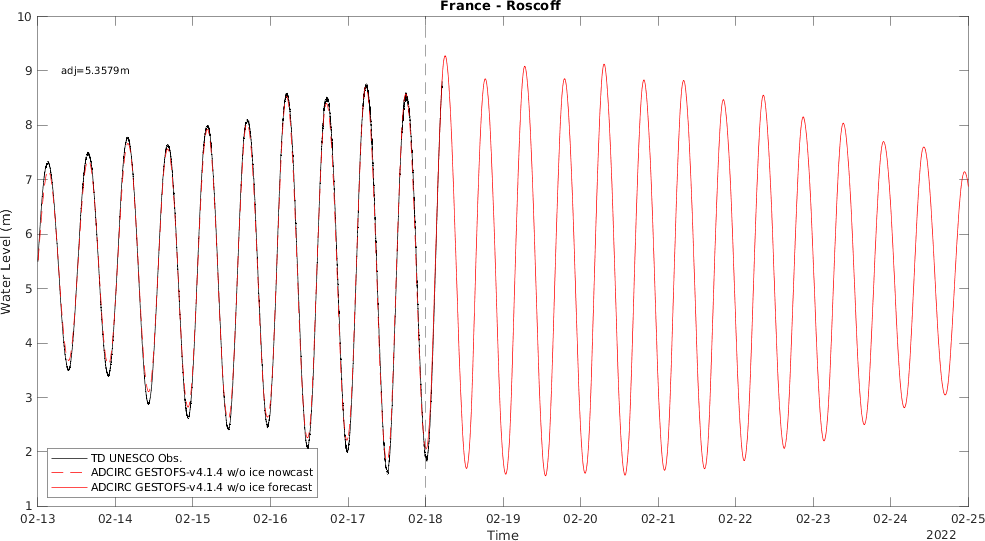 France - Roscoff
10
9
8
7
6
5
4
3
2
1
Water Level (m)
adj=5.3579m
TD UNESCO Obs.
ADCIRC GESTOFS-v4.1.4 w/o ice nowcast
ADCIRC GESTOFS-v4.1.4 w/o ice forecast
02-13 02-14 02-15 02-16 02-17 02-18 02-19 02-20 02-21 02-22 02-23 02-24 02-25
Time
2022